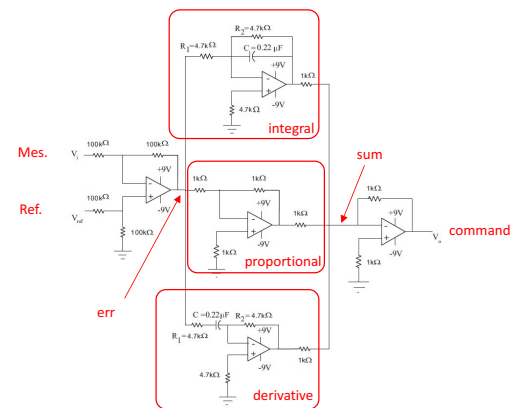 R2=4.7kΩ
R1=4.7kΩ
C=0.22 μF
+9V
1kΩ
-
+
-9V
4.7kΩ
integral
Mes.
100kΩ
100kΩ
Vi
+9V
-
+
-9V
100kΩ
Ref.
Vref
100kΩ
err
1kΩ
1kΩ
+9V
-
+
-9V
1kΩ
1kΩ
proportional
sum
1kΩ
+9V
-
+
-9V
1kΩ
Vo
command
C=0.22μF
R2=4.7kΩ
R1=4.7kΩ
+9V
-
+
-9V
1kΩ
4.7kΩ
derivative